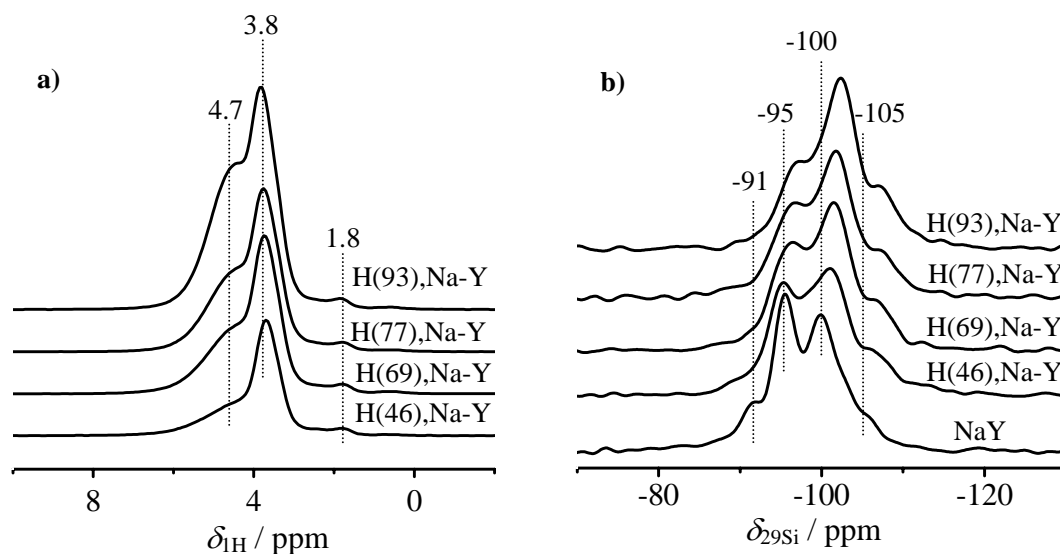 a)
3.8
4.7
1.8
H(93),Na-Y
H(77),Na-Y
H(69),Na-Y
H(46),Na-Y
8
4
0
δ1H / ppm
b)
-100
-95
-105
-91
H(93),Na-Y
H(77),Na-Y
H(69),Na-Y
H(46),Na-Y
NaY
-80
-100
-120
δ29Si / ppm